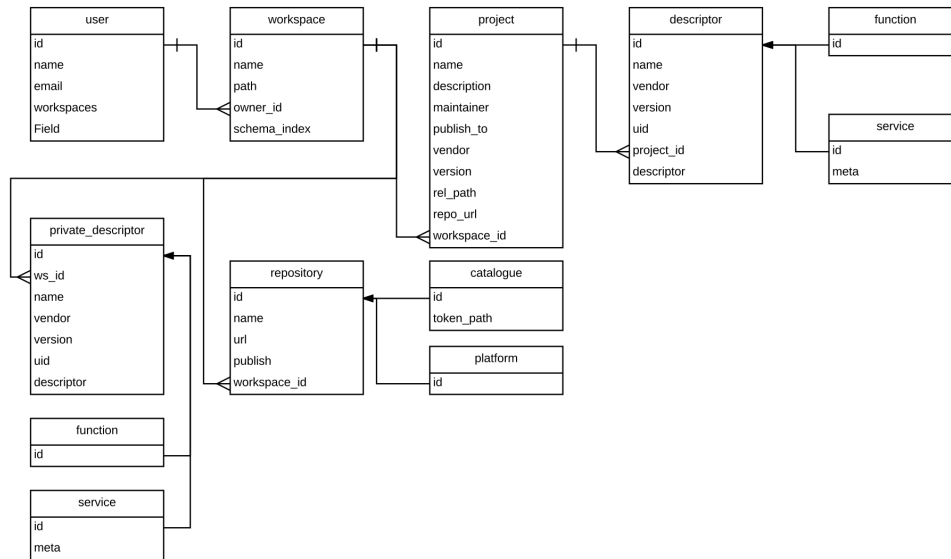 user
id
name
email
workspaces
Field
workspace
id
name
path
owner_id
schema_index
project
id
name
description
maintainer
publish_to
vendor
version
rel_path
repo_url
workspace_id
descriptor
id
name
vendor
version
uid
project_id
descriptor
function
id
service
id
meta
private_descriptor
id
ws_id
name
vendor
version
uid
descriptor
repository
id
name
url
publish
workspace_id
catalogue
id
token_path
platform
id
function
id
service
id
meta